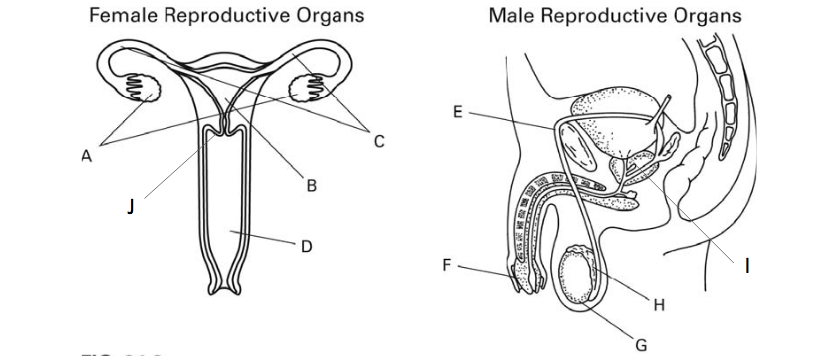 Female Reproductive Organs
Male Reproductive Organs
A
J
B
C
D
E
F
I
H
G